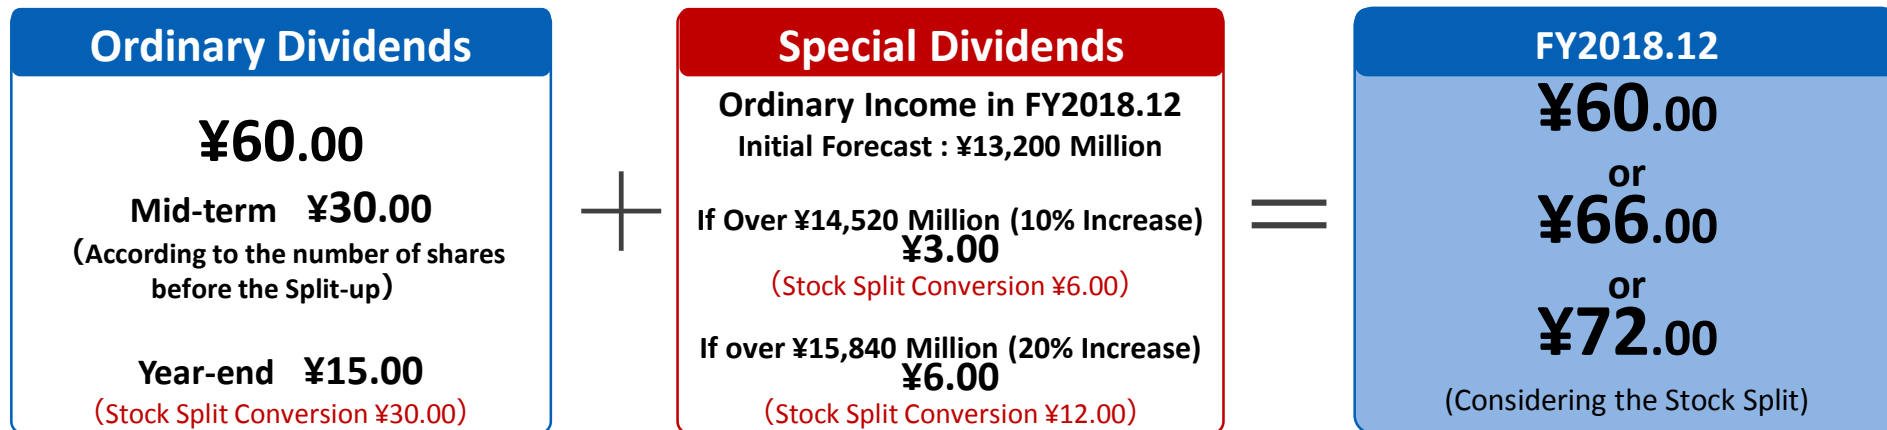 Ordinary Dividends
¥60.00
Mid-term ¥30.00
（According to the number of shares
before the Split-up）
Year-end ¥15.00
（Stock Split Conversion ¥30.00）
＋
Special Dividends
Ordinary Income in FY2018.12
Initial Forecast : ¥13,200 Million
If Over ¥14,520 Million (10% Increase)
¥3.00
（Stock Split Conversion ¥6.00）
If over ¥15,840 Million (20% Increase)
¥6.00
（Stock Split Conversion ¥12.00）
＝
FY2018.12
¥60.00
or
¥66.00
or
¥72.00
(Considering the Stock Split)